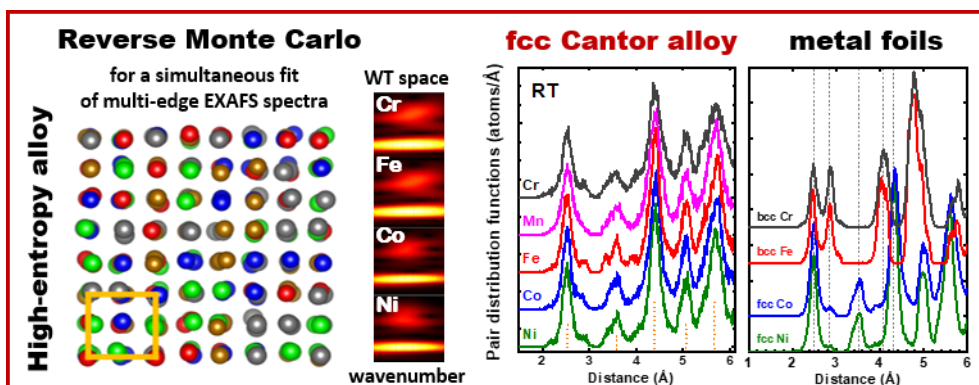 Reverse Monte Carlo
for a simultaneous fit
of multi-edge EXAFS spectra
High-entropy alloy
WT space
Cr
Fe
Co
Ni
wavenumber
fcc Cantor alloy
RT
Pair distribution functions (atoms/Å)
Cr
Mn
Fe
Co
Ni
2 3 4 5 6
Distance (Å)
metal foils
bcc Cr
bcc Fe
fcc Co
fcc Ni
1 2 3 4 5 6
Distance (Å)